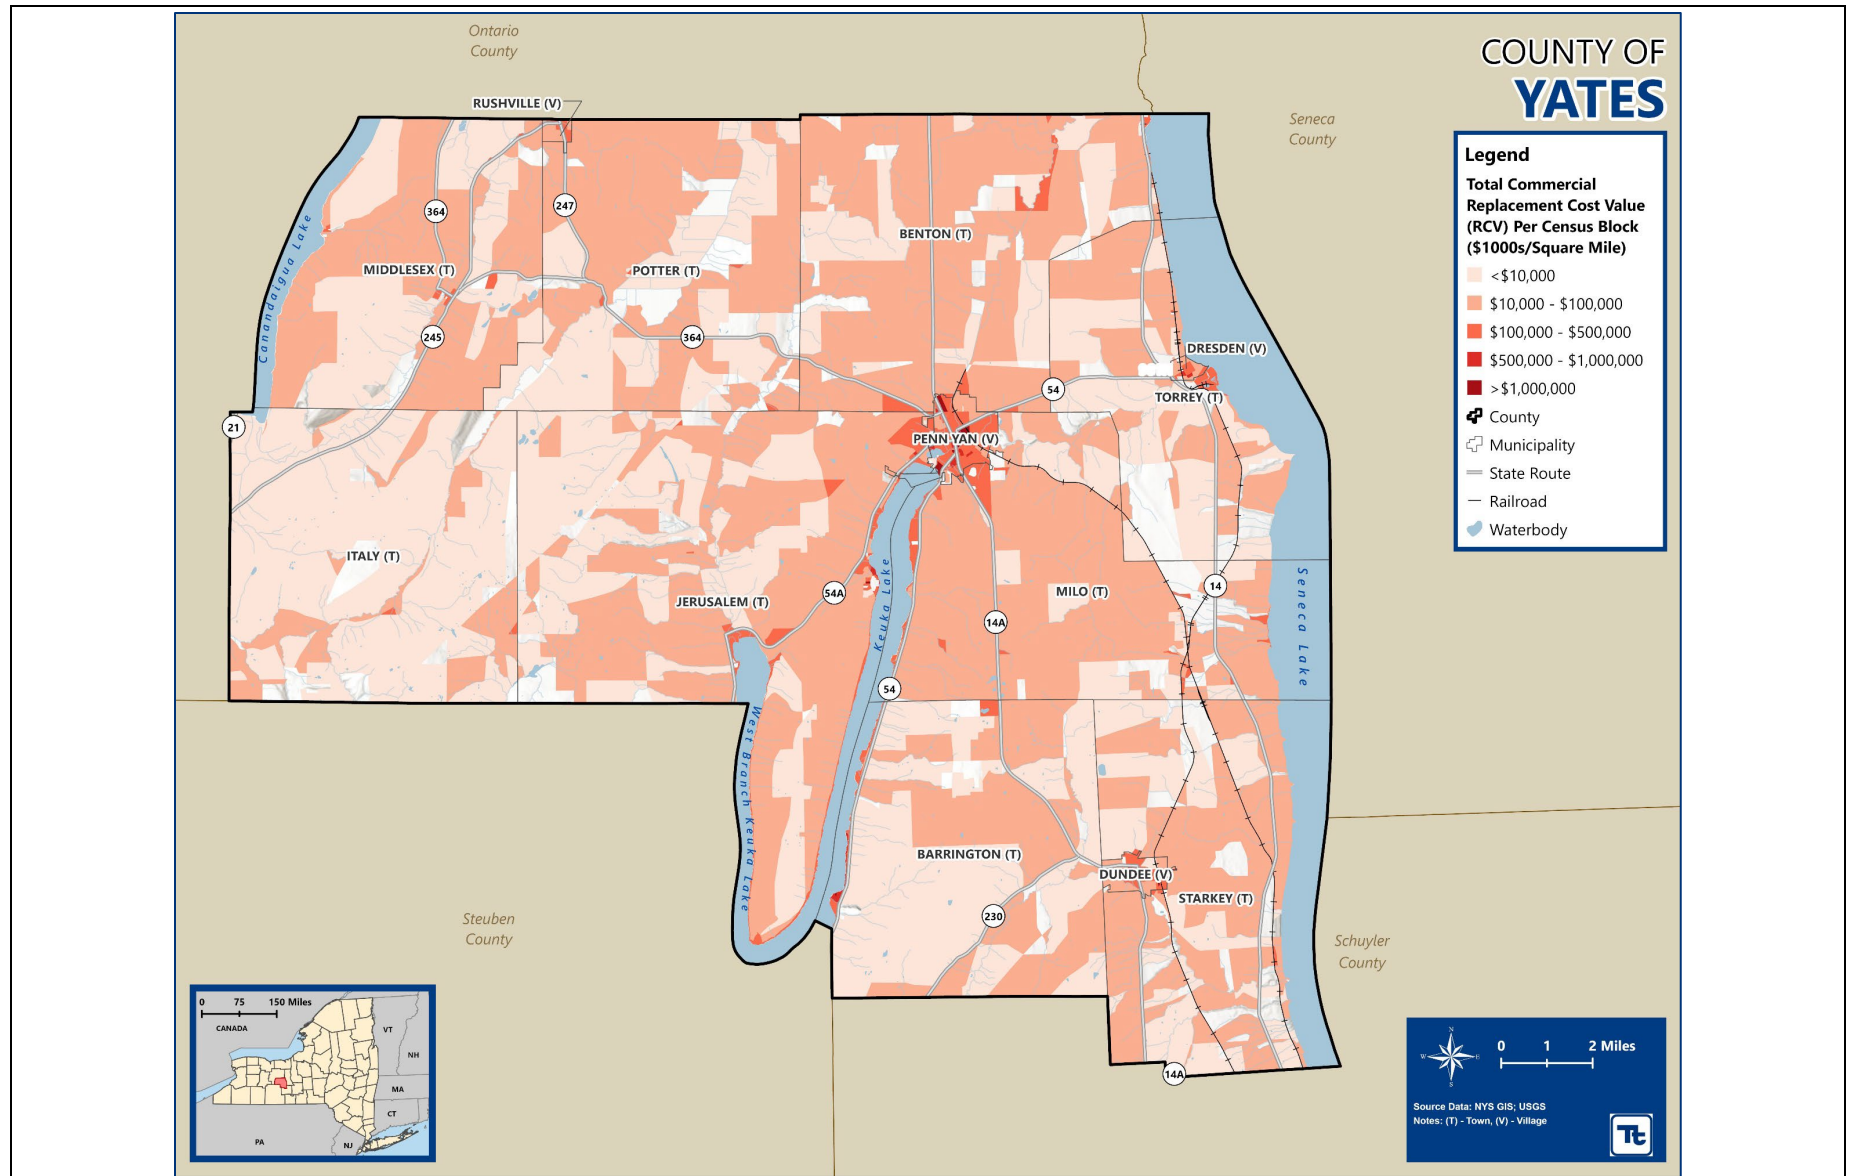 COUNTY OF
YATES
Ontario
County
Seneca
County
RUSHVILLE (V)
364
247
Canandaigua Lake
MIDDLESEX (T)
POTTER (T)
BENTON (T)
245
364
DRESDEN (V)
54
TORREY (T)
21
PENN YAN (V)
ITALY (T)
JERUSALEM (T)
54A
Keuka Lake
14A
MILO (T)
14
Seneca Lake
54
West Branch Keuka Lake
BARRINGTON (T)
DUNDEE (V)
STARKEY (T)
230
Steuben
County
Schuyler
County
14A
Legend
Total Commercial
Replacement Cost Value
(RCV) Per Census Block
($1000s/Square Mile)
<$10,000
$10,000 - $100,000
$100,000 - $500,000
$500,000 - $1,000,000
>$1,000,000
County
Municipality
State Route
Railroad
Waterbody
0 75 150 Miles
CANADA
VT
NH
MA
CT
PA
NJ
N
W E
S
0 1 2 Miles
Source Data: NYS GIS; USGS
Notes: (T) - Town, (V) - Village
Tt